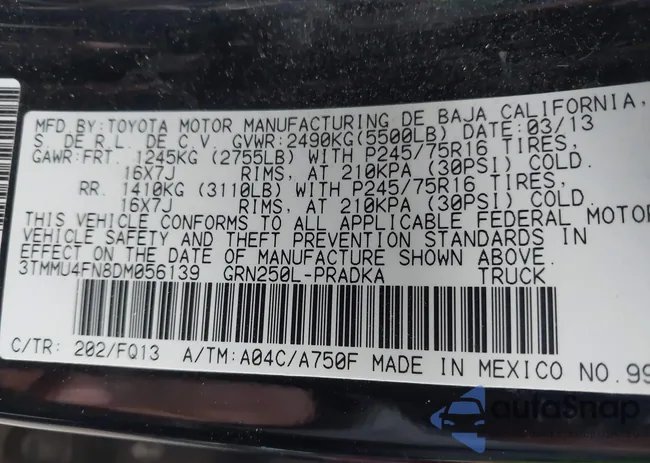 MFD BY: TOYOTA MOTOR MANUFACTURING DE BAJA CALIFORNIA,
S. DE R.L. DE C.V. GVWR: 2490KG(5500LB) DATE: 03/13
GAWR: FRT. 1245KG (2755LB) WITH P245/75R16 TIRES,
16X7J RIMS, AT 210KPA (30PSI) COLD.
RR. 1410KG (3110LB) WITH P245/75R16 TIRES,
16X7J RIMS, AT 210KPA (30PSI) COLD.
THIS VEHICLE CONFORMS TO ALL APPLICABLE FEDERAL MOTOR
VEHICLE SAFETY AND THEFT PREVENTION STANDARDS IN
EFFECT ON THE DATE OF MANUFACTURE SHOWN ABOVE.
3TMMU4FN8DM056139 GRN250L-PRADKA TRUCK
C/TR: 202/FQ13 A/TM: A04C/A750F MADE IN MEXICO NO.99
autoSnap